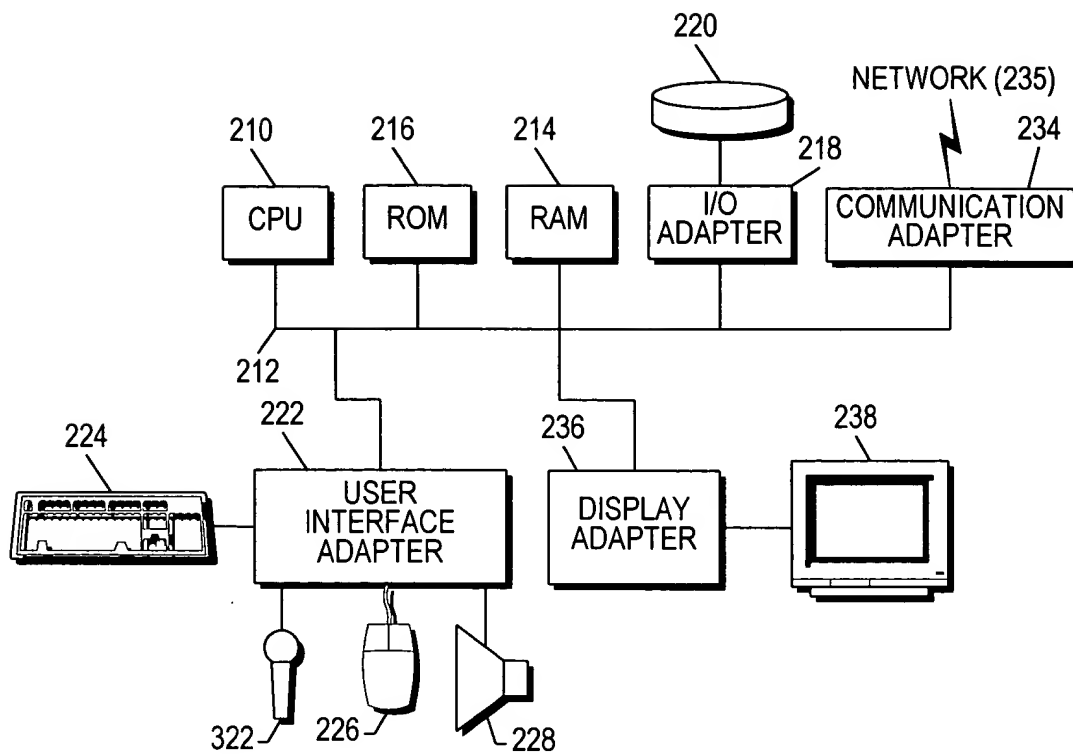 220
NETWORK (235)
210
216
214
218
234
CPU
ROM
RAM
I/O
ADAPTER
COMMUNICATION
ADAPTER
212
222
236
238
224
USER
INTERFACE
ADAPTER
DISPLAY
ADAPTER
322
226
228